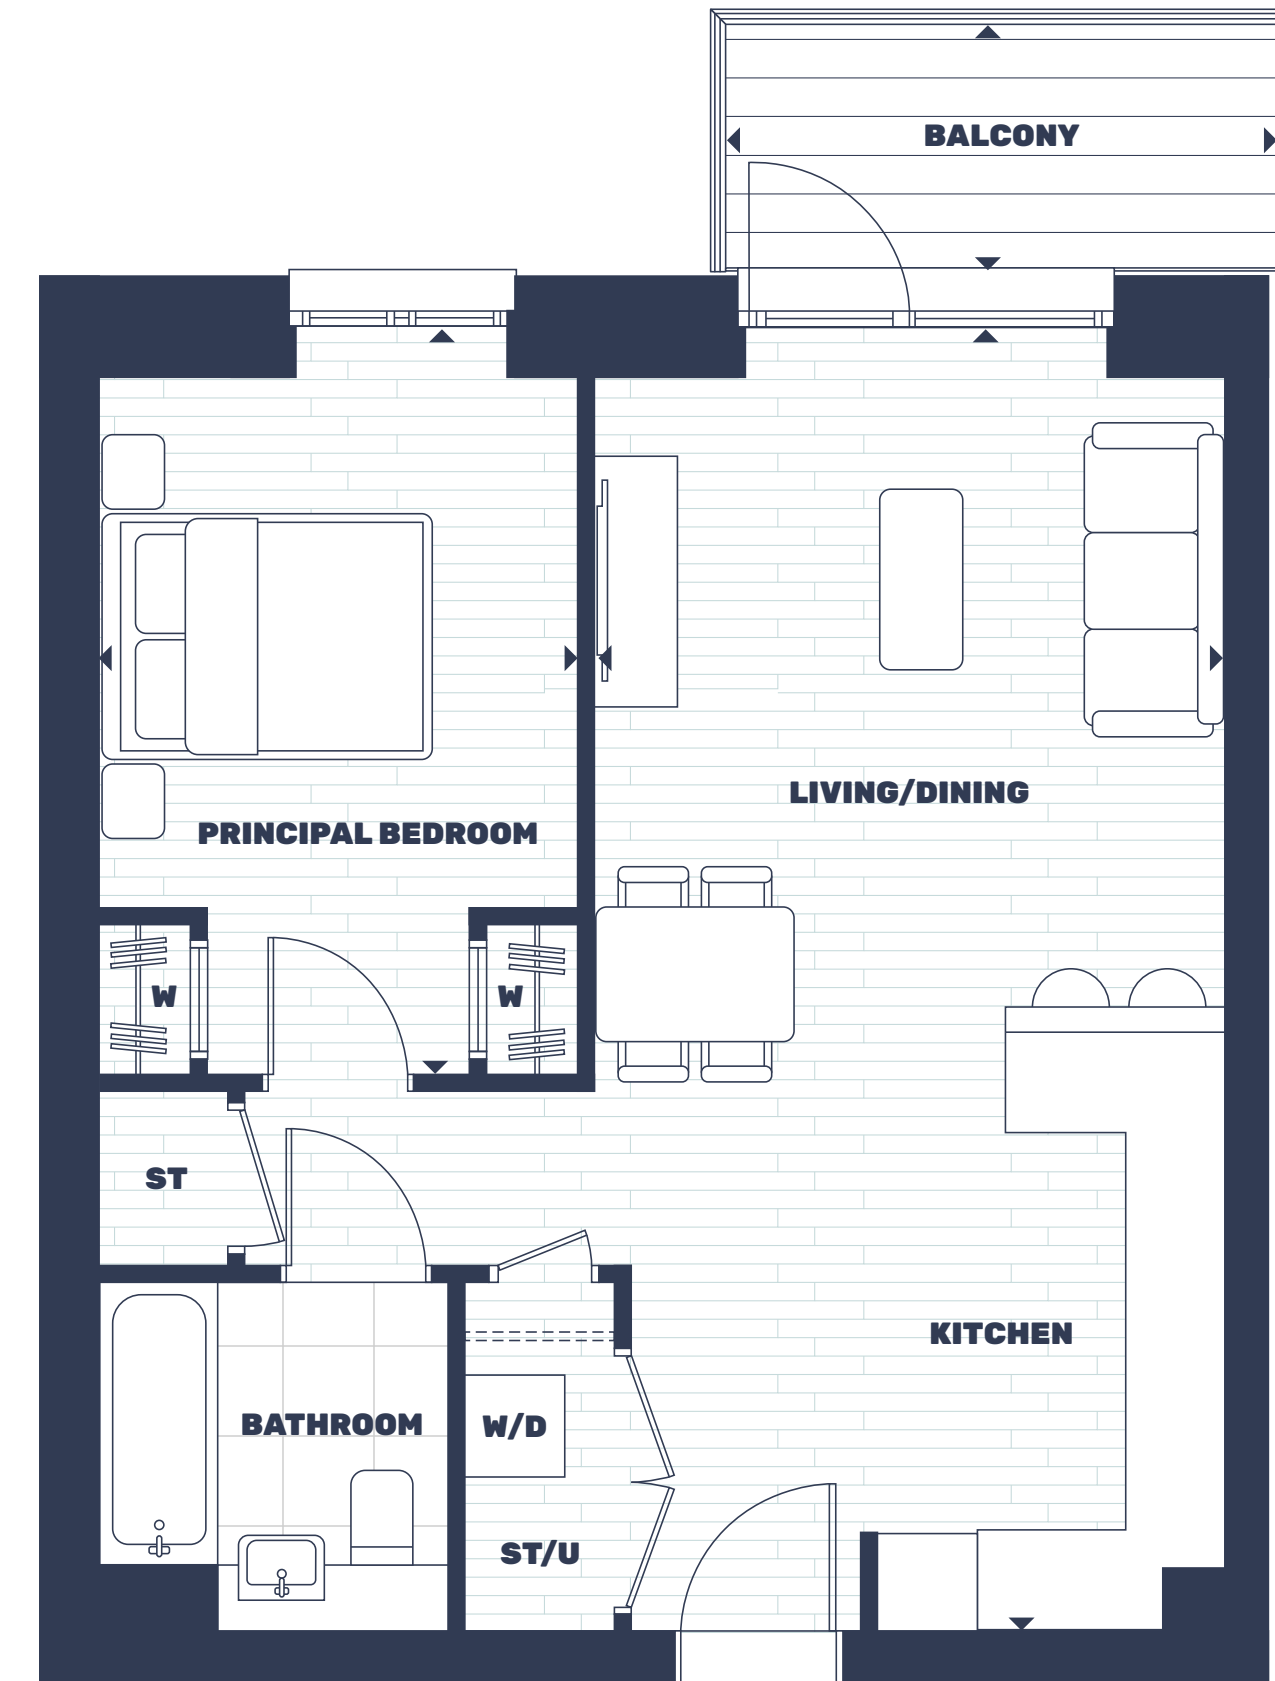 BALCONY
LIVING/DINING
PRINCIPAL BEDROOM
W
W
ST
KITCHEN
BATHROOM
W/D
ST/U